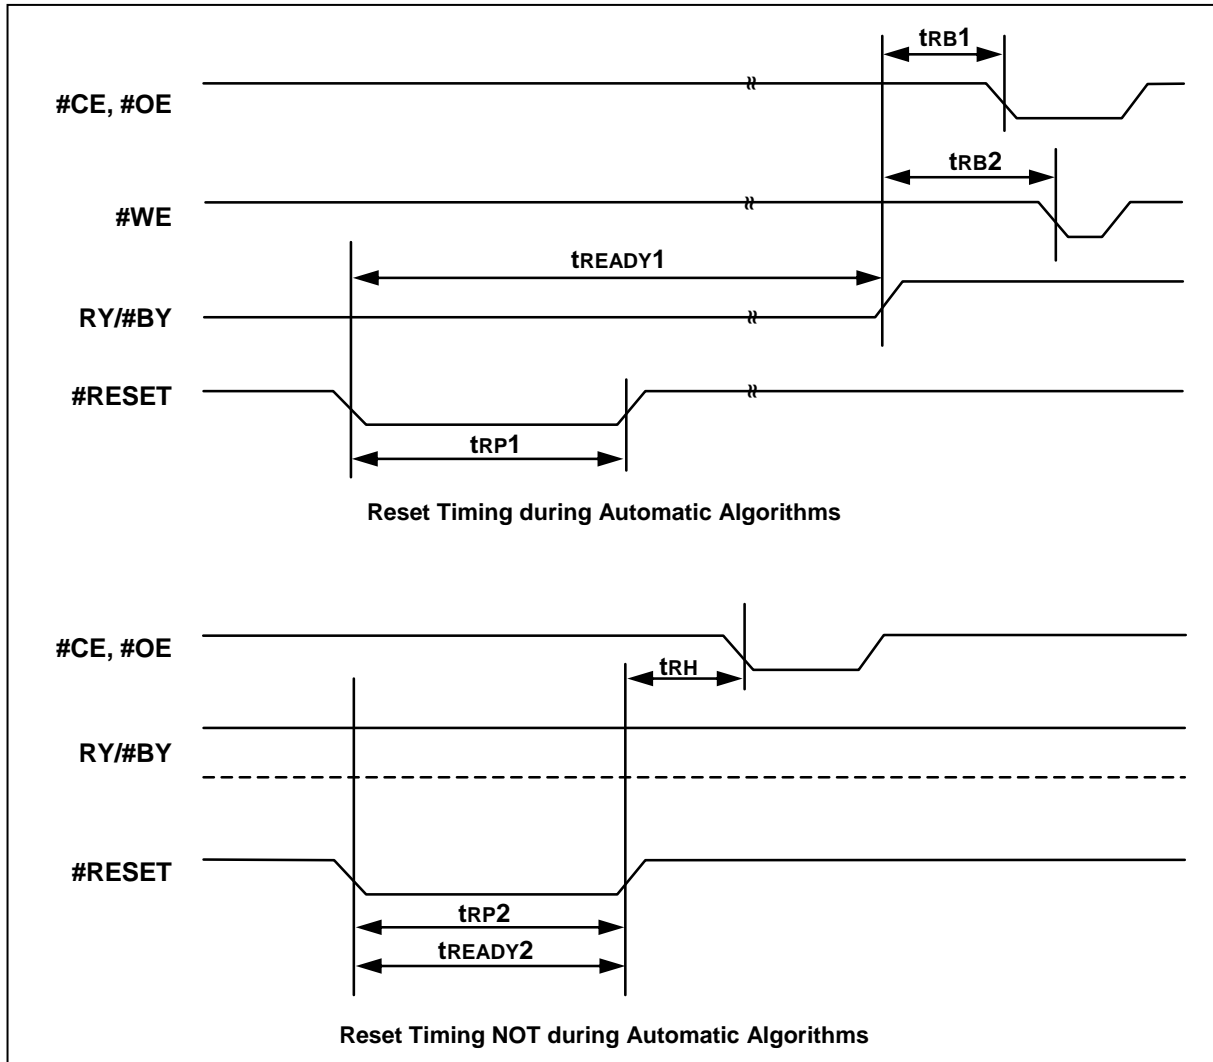 tRB1
#CE, #OE
tRB2
#WE
tREADY1
RY/#BY
#RESET
tRP1
Reset Timing during Automatic Algorithms
#CE, #OE
tRH
RY/#BY
#RESET
tRP2
tREADY2
Reset Timing NOT during Automatic Algorithms